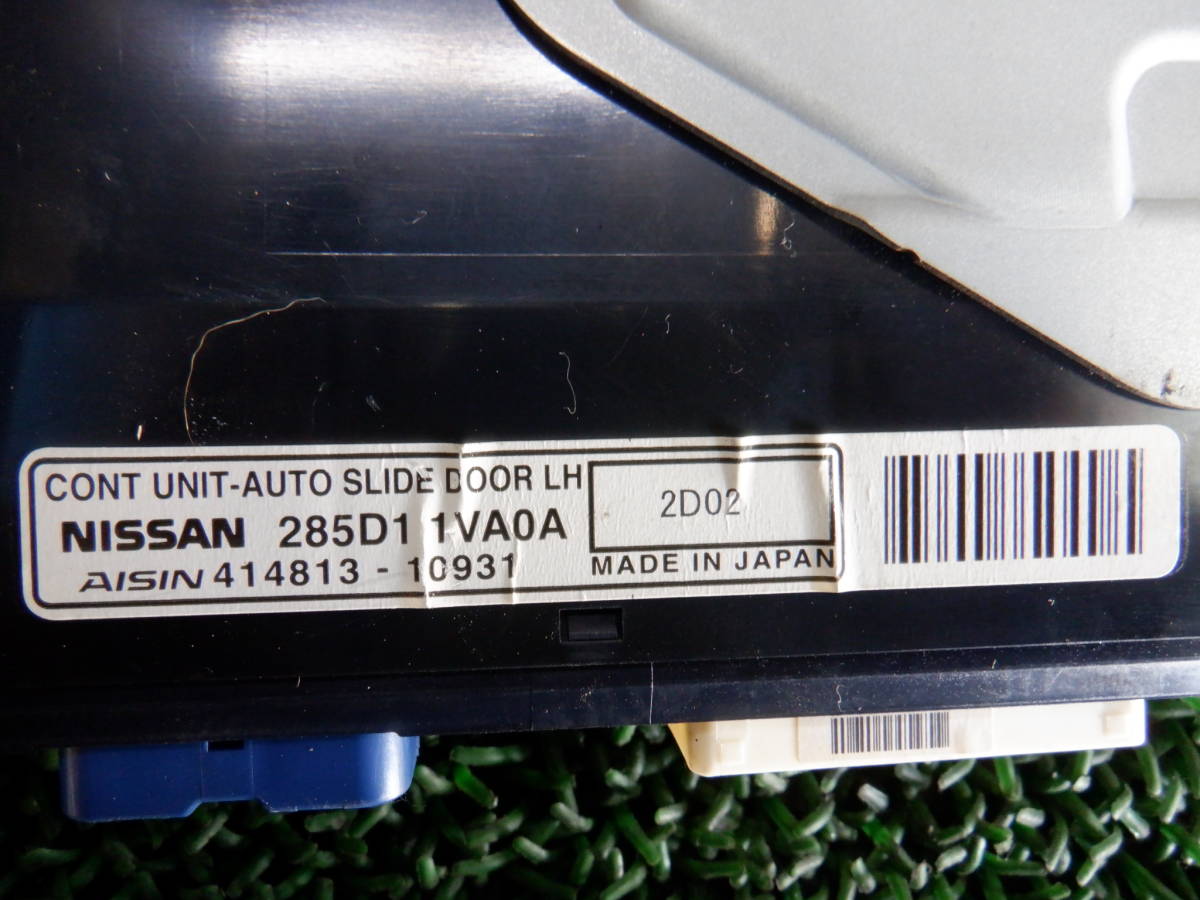 CONT UNIT-AUTO SLIDE DOOR LH
NISSAN 285D1 1VA0A
AISIN 414813 - 10931
2D02
MADE IN JAPAN